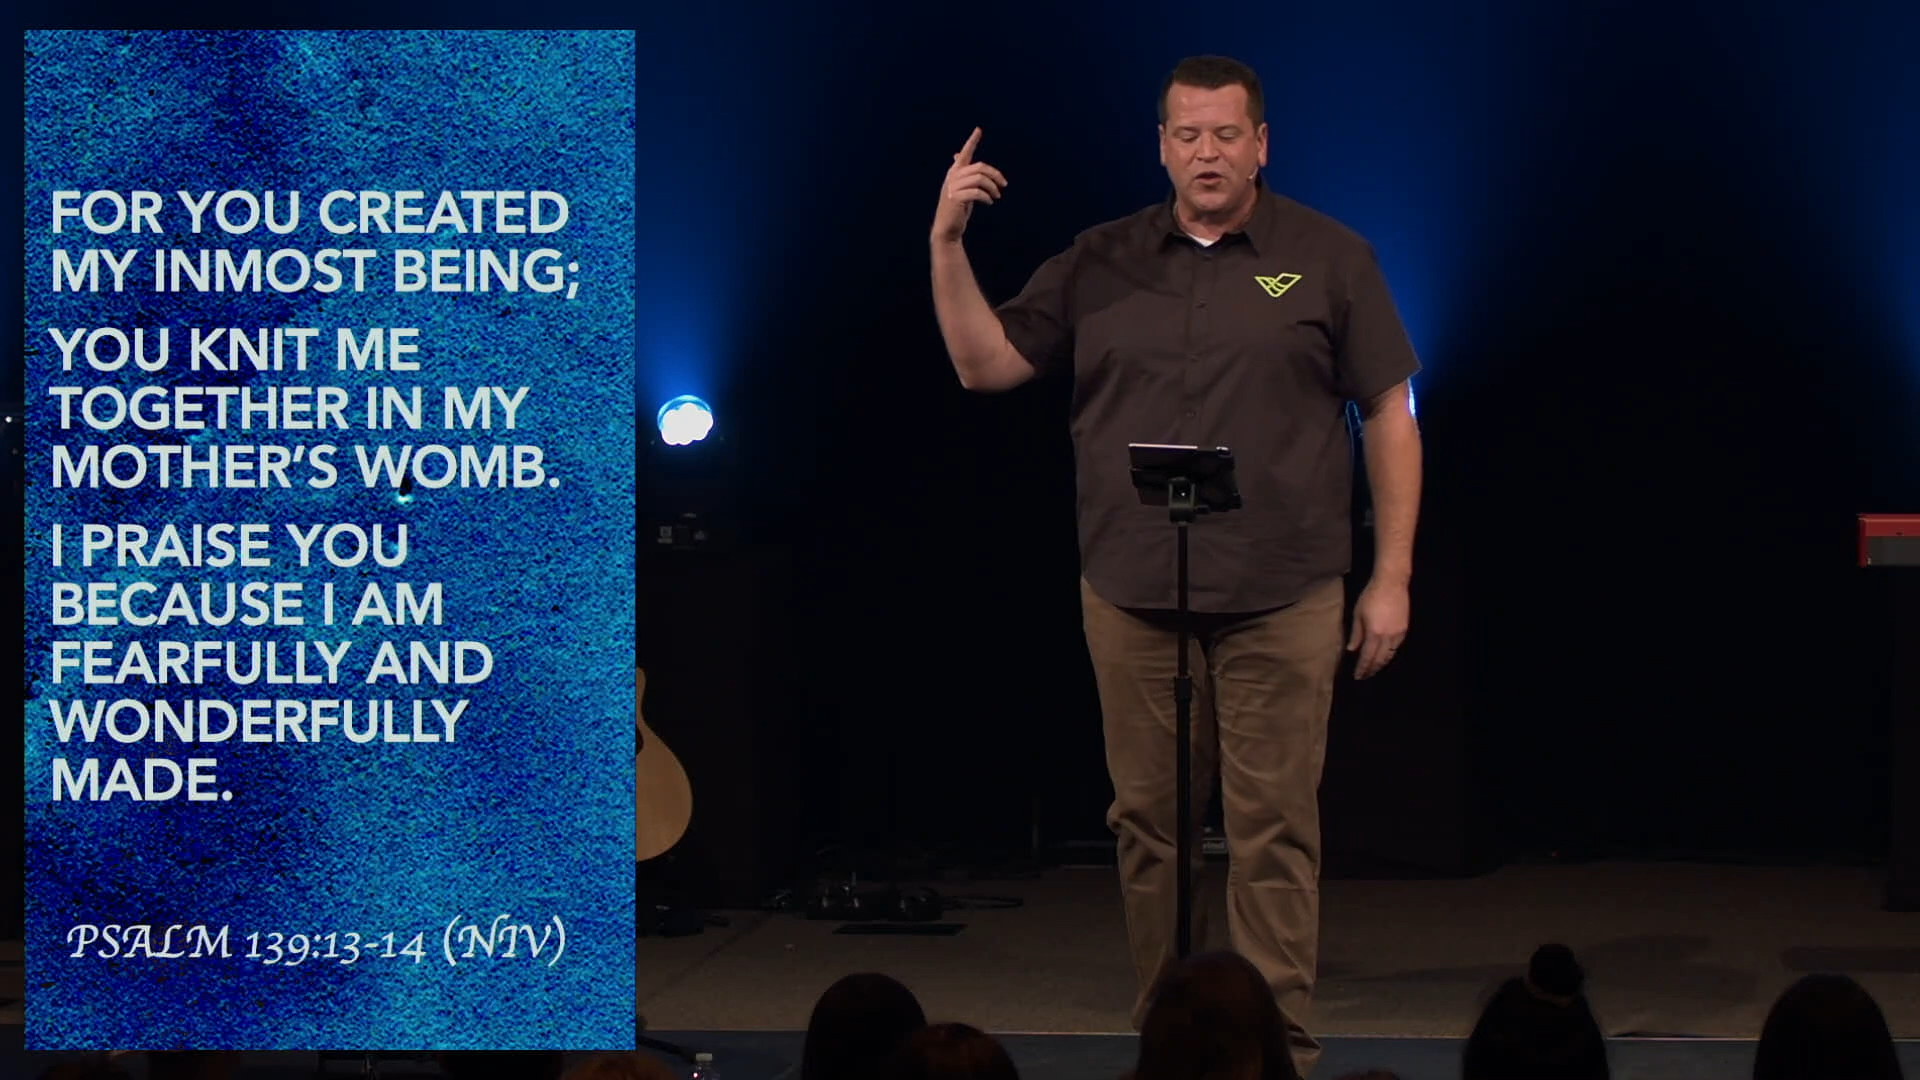 FOR YOU CREATED
MY INMOST BEING;
YOU KNIT ME
TOGETHER IN MY
MOTHER’S WOMB.
I PRAISE YOU
BECAUSE I AM
FEARFULLY AND
WONDERFULLY
MADE.
PSALM 139:13-14 (NIV)